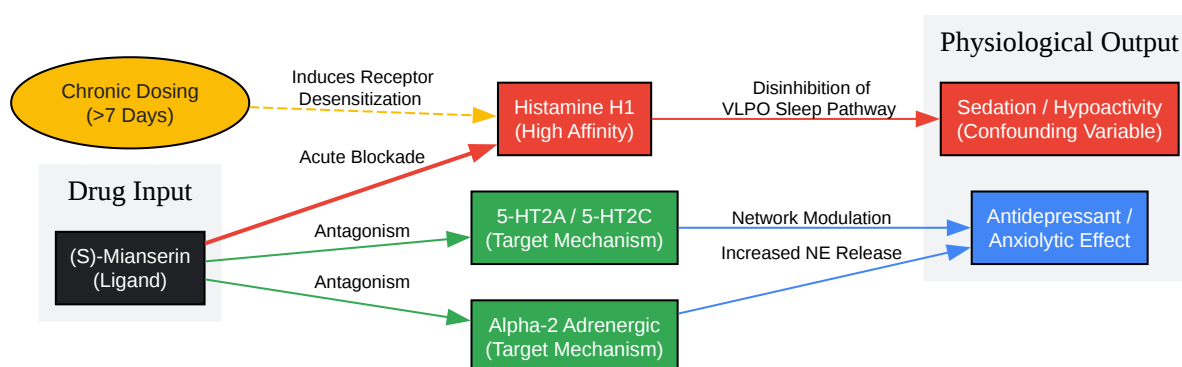 Physiological Output
Chronic Dosing
(>7 Days)
Induces Receptor
Desensitization
Histamine H1
(High Affinity)
Disinhibition of
VLPO Sleep Pathway
Sedation / Hypoactivity
(Confounding Variable)
Acute Blockade
Drug Input
(S)-Mianserin
(Ligand)
Antagonism
5-HT2A / 5-HT2C
(Target Mechanism)
Network Modulation
Antidepressant /
Anxiolytic Effect
Antagonism
Alpha-2 Adrenergic
(Target Mechanism)
Increased NE Release